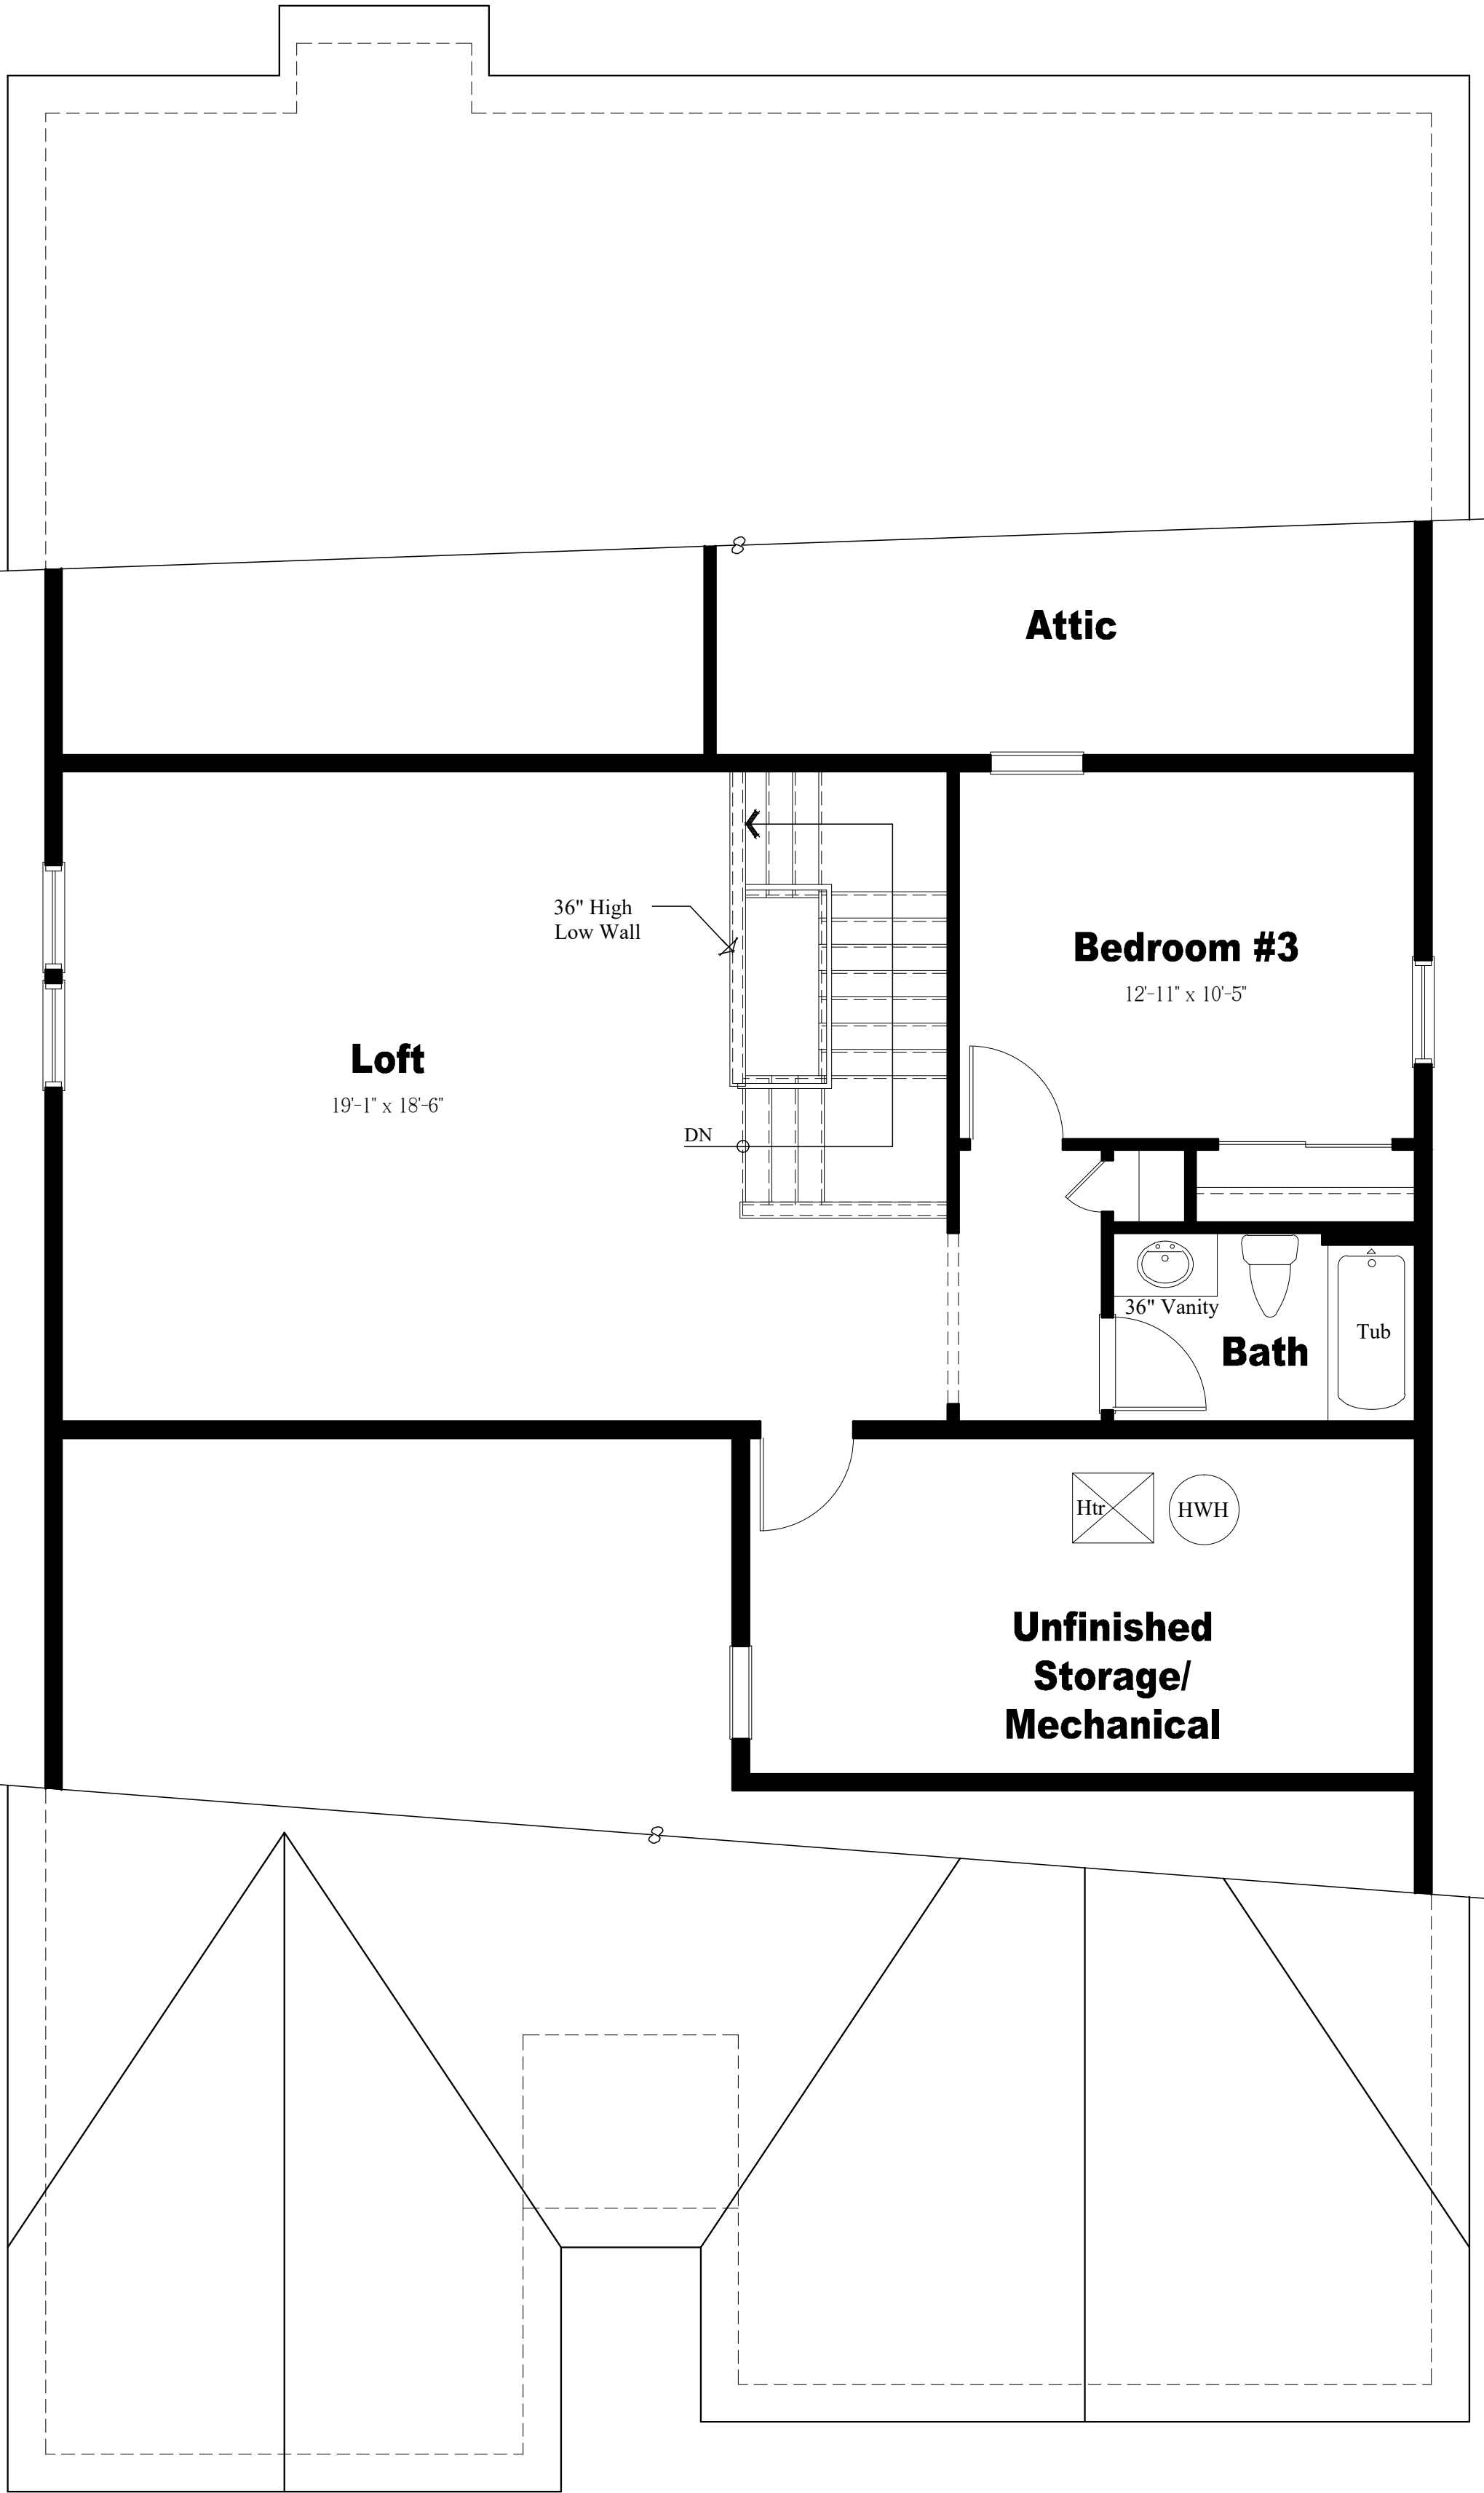 Attic
36" High
Low Wall
Bedroom #3
12'-11" x 10'-5"
Loft
19'-1" x 18'-6"
DN
36" Vanity
Tub
Bath
Htr
HWH
Unfinished
Storage/
Mechanical